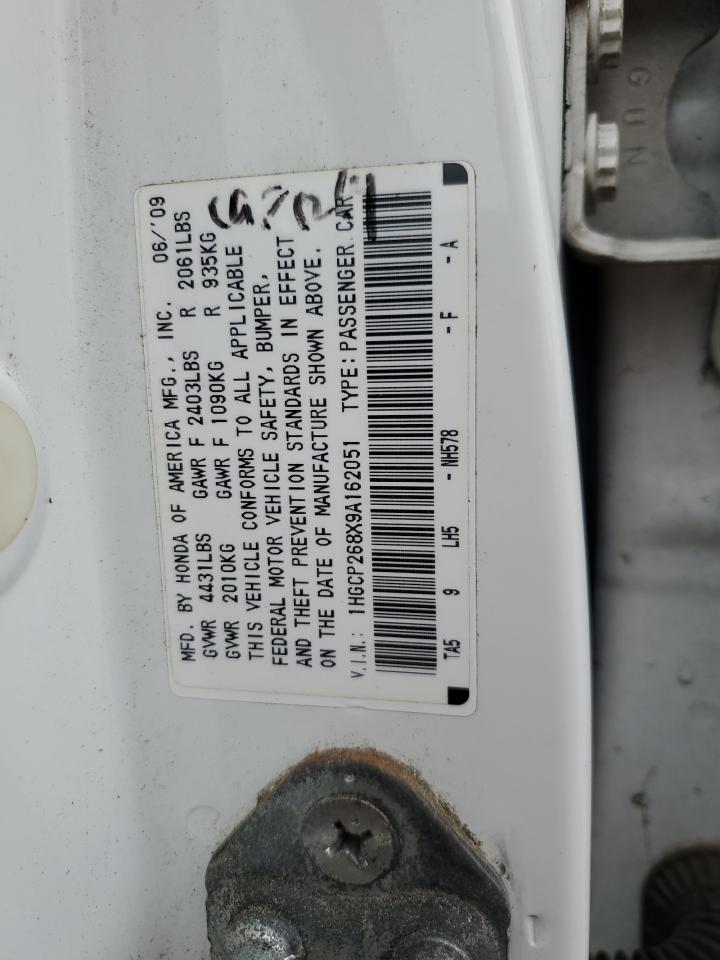 MFD. BY HONDA OF AMERICA MFG., INC. 06/'09
GVWR 4431LBS GAWR F 2403LBS R 2061LBS
GVWR 2010KG GAWR F 1090KG R 935KG
THIS VEHICLE CONFORMS TO ALL APPLICABLE
FEDERAL MOTOR VEHICLE SAFETY, BUMPER,
AND THEFT PREVENTION STANDARDS IN EFFECT
ON THE DATE OF MANUFACTURE SHOWN ABOVE.
V.I.N.: 1HGCP268X9A162051 TYPE: PASSENGER CAR
TA5 9 LH5 - NH578 - F - A
GUN